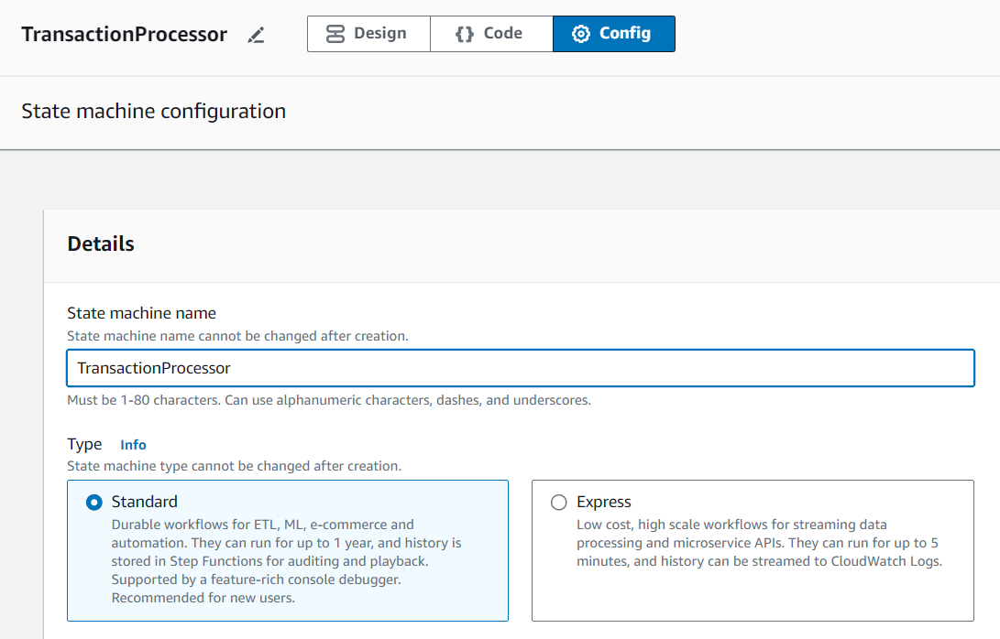 TransactionProcessor
Design
{} Code
Config
State machine configuration
Details
State machine name
State machine name cannot be changed after creation.
TransactionProcessor
Must be 1-80 characters. Can use alphanumeric characters, dashes, and underscores.
Type Info
State machine type cannot be changed after creation.
Standard
Durable workflows for ETL, ML, e-commerce and
automation. They can run for up to 1 year, and history is
stored in Step Functions for auditing and playback.
Supported by a feature-rich console debugger.
Recommended for new users.
Express
Low cost, high scale workflows for streaming data
processing and microservice APIs. They can run for up to 5
minutes, and history can be streamed to CloudWatch Logs.